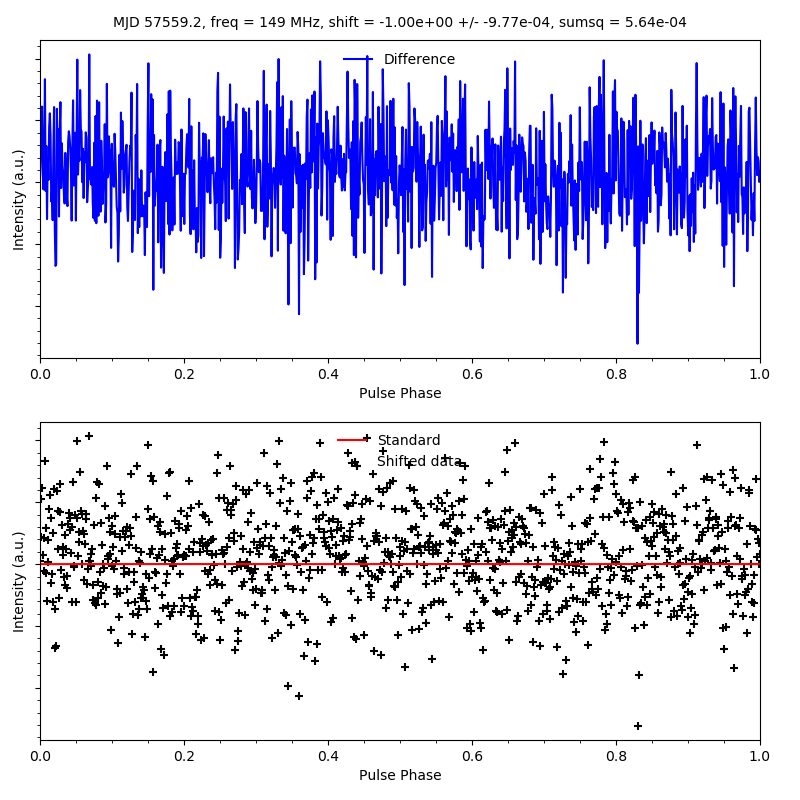 MJD 57559.2, freq = 149 MHz, shift = -1.00e+00 +/- -9.77e-04, sumsq = 5.64e-04
Difference
Intensity (a.u.)
0.0 0.2 0.4 0.6 0.8 1.0
Pulse Phase
Standard
Shifted data
Intensity (a.u.)
0.0 0.2 0.4 0.6 0.8 1.0
Pulse Phase